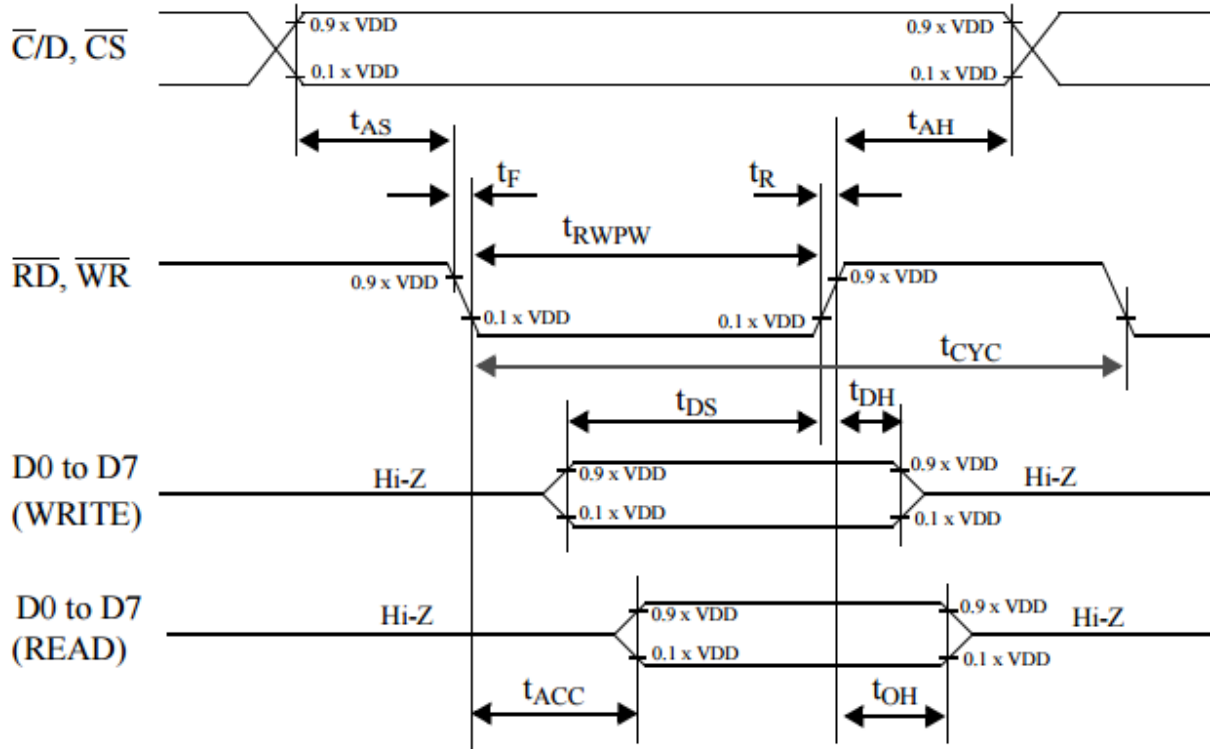 C̅/D, C̅S̅
0.9 x VDD
0.9 x VDD
0.1 x VDD
0.1 x VDD
tAS
tAH
tF
tR
tRWPW
R̅D̅, W̅R̅
0.9 x VDD
0.9 x VDD
0.1 x VDD
0.1 x VDD
tCYC
tDS
tDH
D0 to D7
(WRITE)
Hi-Z
0.9 x VDD
0.9 x VDD
Hi-Z
0.1 x VDD
0.1 x VDD
D0 to D7
(READ)
Hi-Z
0.9 x VDD
0.9 x VDD
Hi-Z
0.1 x VDD
0.1 x VDD
tACC
tOH